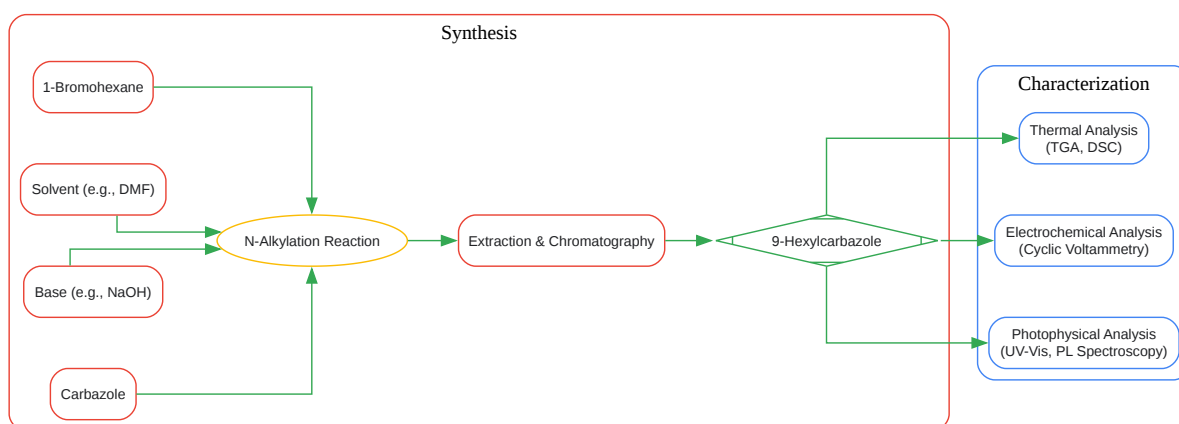 Synthesis
1-Bromohexane
Solvent (e.g., DMF)
Base (e.g., NaOH)
Carbazole
N-Alkylation Reaction
Extraction & Chromatography
9-Hexylcarbazole
Characterization
Thermal Analysis
(TGA, DSC)
Electrochemical Analysis
(Cyclic Voltammetry)
Photophysical Analysis
(UV-Vis, PL Spectroscopy)